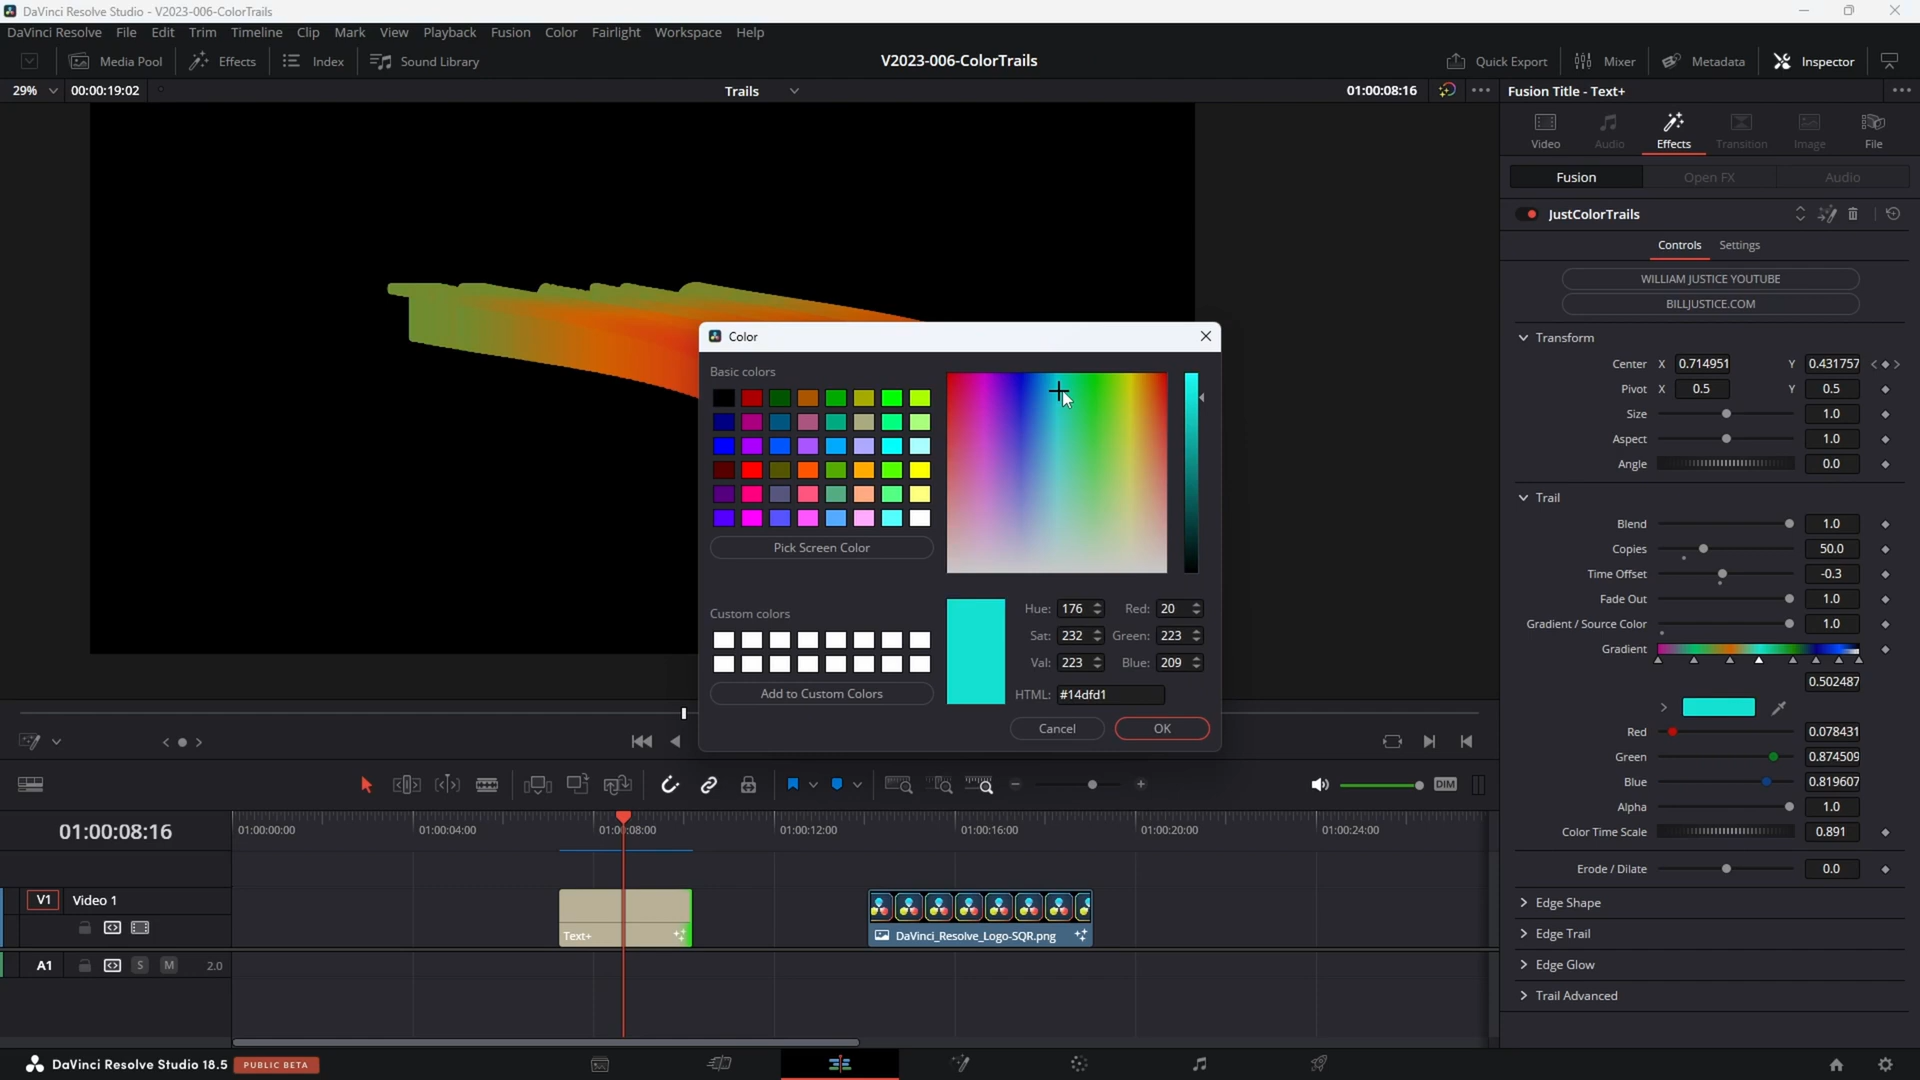 DaVinci Resolve Studio - V2023-006-ColorTrails
DaVinci Resolve File Edit Trim Timeline Clip Mark View Playback Fusion Color Fairlight Workspace Help
Media Pool Effects Index Sound Library V2023-006-ColorTrails Quick Export Mixer Metadata Inspector
29% 00:00:19:02 Trails 01:00:08:16 Fusion Title - Text+
Video Audio Effects Transition Image File
Fusion Open FX Audio
JustColorTrails
Controls Settings
WILLIAM JUSTICE YOUTUBE
BILLJUSTICE.COM
Transform
Center X 0.714951 Y 0.431757
Pivot X 0.5 Y 0.5
Size 1.0
Aspect 1.0
Angle 0.0
Trail
Blend 1.0
Copies 50.0
Time Offset -0.3
Fade Out 1.0
Gradient / Source Color 1.0
Gradient
0.502487
Red 0.078431
Green 0.874509
Blue 0.819607
Alpha 1.0
Color Time Scale 0.891
Erode / Dilate 0.0
Edge Shape
Edge Trail
Edge Glow
Trail Advanced
Color
Basic colors
Pick Screen Color
Custom colors
Add to Custom Colors
Hue: 176 Red: 20
Sat: 232 Green: 223
Val: 223 Blue: 209
HTML: #14dfd1
Cancel OK
DIM
01:00:08:16 01:00:00:00 01:00:04:00 01:00:08:00 01:00:12:00 01:00:16:00 01:00:20:00 01:00:24:00
V1 Video 1
Text+ DaVinci_Resolve_Logo-SQR.png
A1 S M 2.0
DaVinci Resolve Studio 18.5 PUBLIC BETA